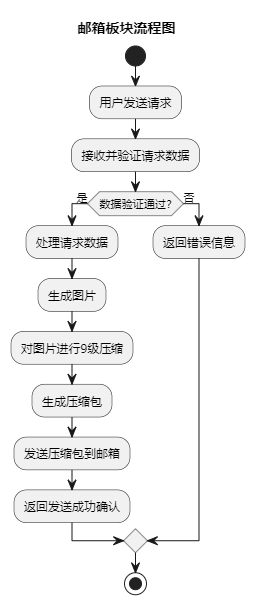 邮箱板块流程图
用户发送请求
接收并验证请求数据
是
数据验证通过?
否
处理请求数据
返回错误信息
生成图片
对图片进行9级压缩
生成压缩包
发送压缩包到邮箱
返回发送成功确认